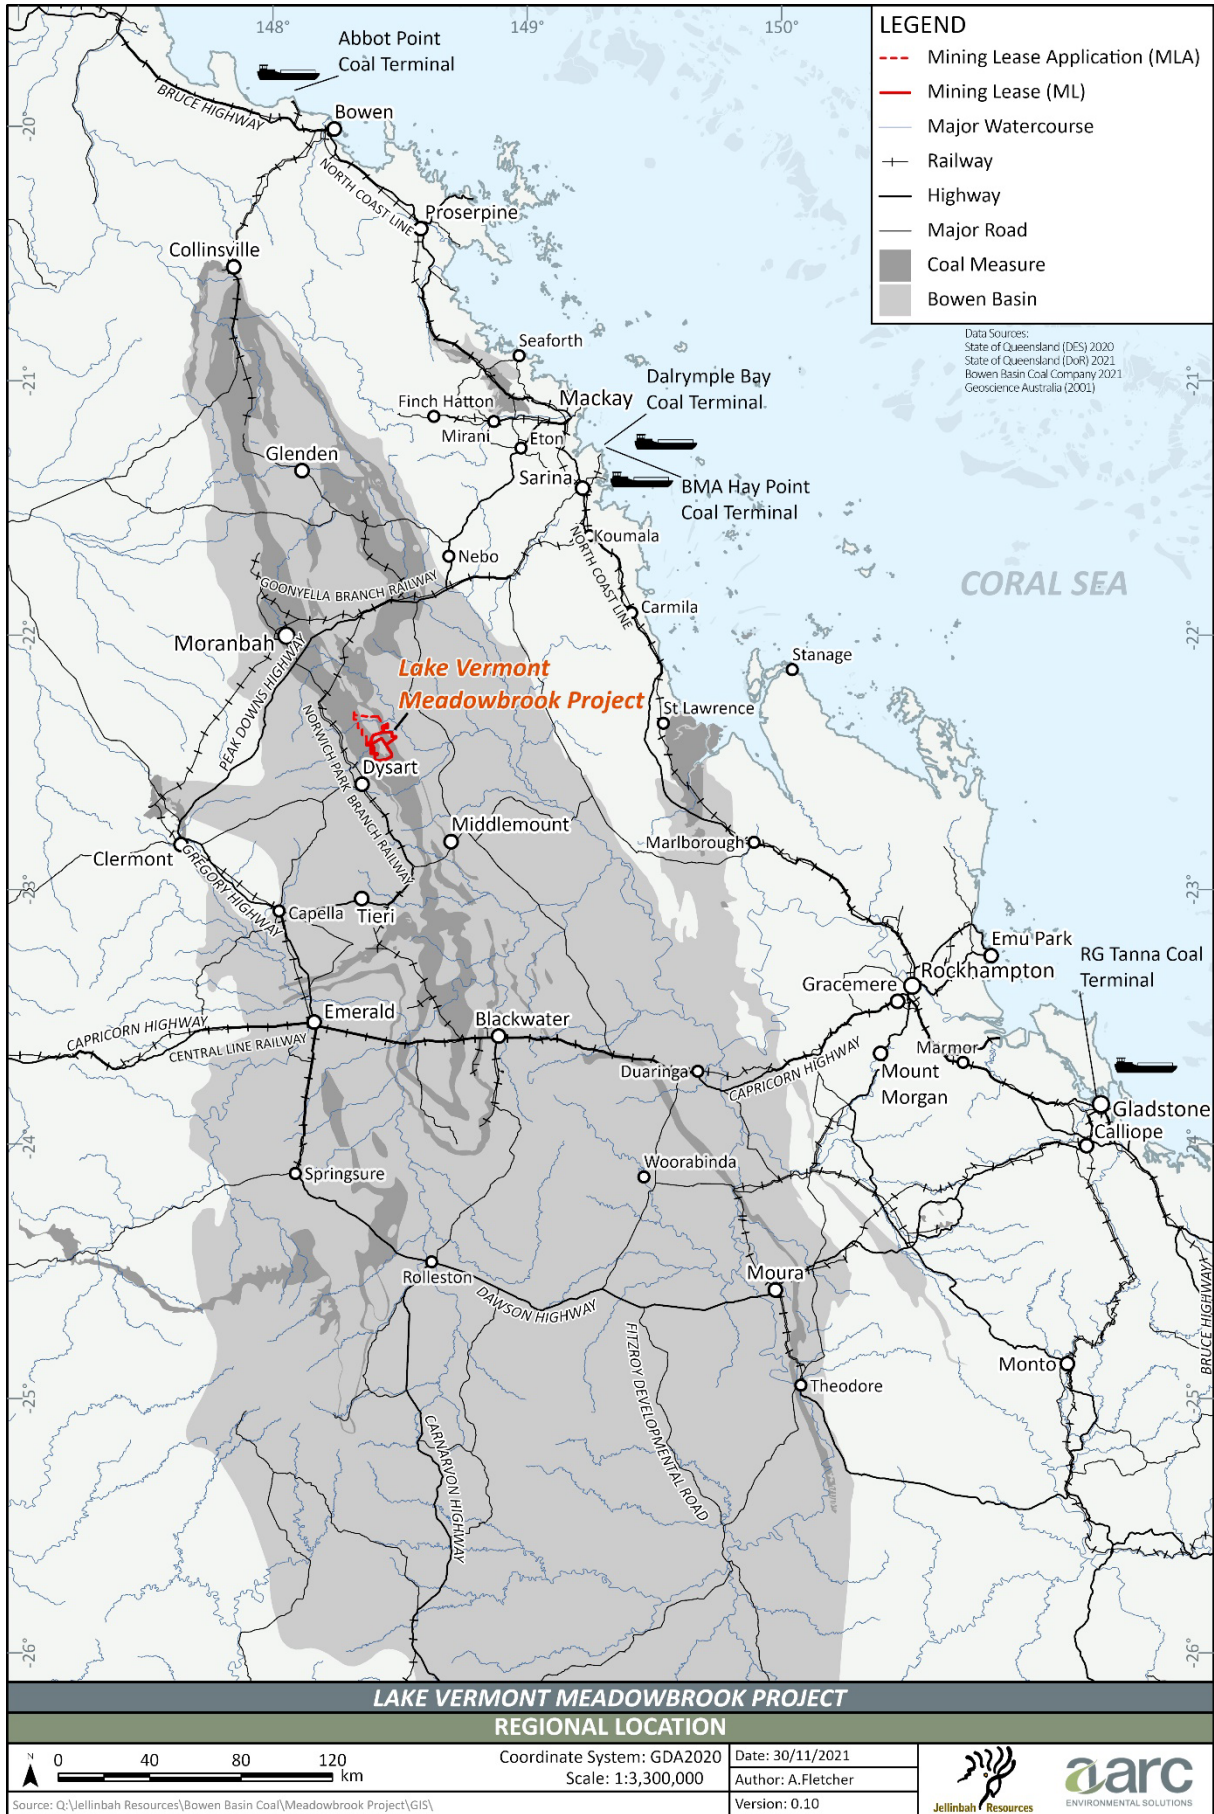 148°
149°
150°
LEGEND
Mining Lease Application (MLA)
Mining Lease (ML)
Major Watercourse
Railway
Highway
Major Road
Coal Measure
Bowen Basin
Data Sources:
State of Queensland (DES) 2020
State of Queensland (DoR) 2021
Bowen Basin Coal Company 2021
Geoscience Australia (2001)
Abbot Point
Coal Terminal
BRUCE HIGHWAY
-20°
Bowen
NORTH COAST LINE
Proserpine
Collinsville
Seaforth
-21°
-21°
Dalrymple Bay
Coal Terminal
Finch Hatton
Mackay
Mirani
Eton
Glenden
Sarina
BMA Hay Point
Coal Terminal
Koumala
Nebo
NORTH COAST LINE
GOONYELLA BRANCH RAILWAY
CORAL SEA
Carmila
-22°
-22°
Moranbah
Stanage
Lake Vermont
Meadowbrook Project
PEAK DOWNS HIGHWAY
NORWICH PARK BRANCH RAILWAY
St Lawrence
Dysart
Middlemount
Marlborough
Clermont
GREGORY HIGHWAY
-23°
-23°
Capella
Tieri
Emu Park
RG Tanna Coal
Terminal
Rockhampton
Gracemere
Emerald
Blackwater
CAPRICORN HIGHWAY
CENTRAL LINE RAILWAY
Marmor
Duaringa
CAPRICORN HIGHWAY
Mount
Morgan
Gladstone
Calliope
-24°
-24°
Woorabinda
Springsure
Rolleston
Moura
DAWSON HIGHWAY
FITZROY DEVELOPMENTAL ROAD
BRUCE HIGHWAY
Monto
Theodore
-25°
-25°
CARNARVON HIGHWAY
-26°
-26°
LAKE VERMONT MEADOWBROOK PROJECT
REGIONAL LOCATION
N
0 40 80 120
km
Coordinate System: GDA2020
Scale: 1:3,300,000
Date: 30/11/2021
Author: A.Fletcher
Version: 0.10
Source: Q:\Jellinbah Resources\Bowen Basin Coal\Meadowbrook Project\GIS\
Jellinbah Resources
aarc
ENVIRONMENTAL SOLUTIONS